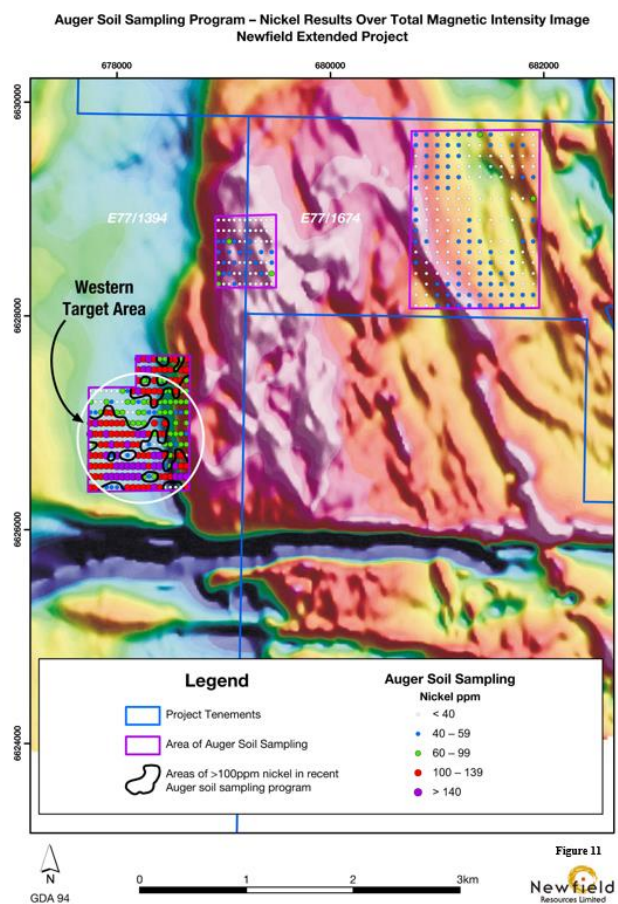 Auger Soil Sampling Program – Nickel Results Over Total Magnetic Intensity Image
Newfield Extended Project
678000
680000
682000
6630000
E77/1394
E77/1674
Western
Target Area
6628000
6626000
6624000
Legend
Project Tenements
Area of Auger Soil Sampling
Areas of >100ppm nickel in recent
Auger soil sampling program
Auger Soil Sampling
Nickel ppm
< 40
40 – 59
60 – 99
100 – 139
> 140
Figure 11
N
GDA 94
0
1
2
3km
Newfield
Resources Limited